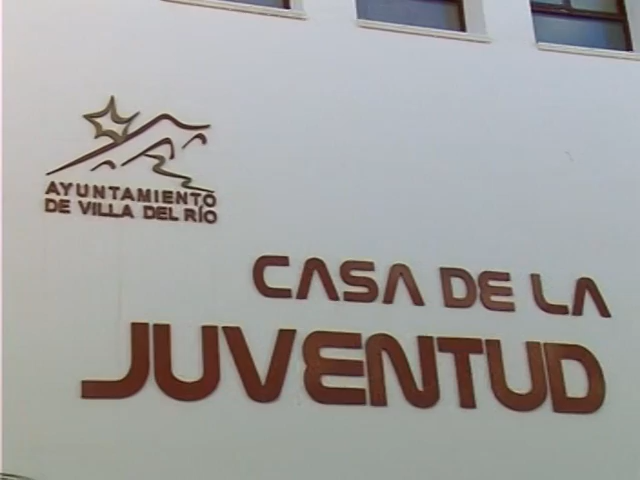 AYUNTAMIENTO
DE VILLA DEL RÍO
CASA DE LA
JUVENTUD